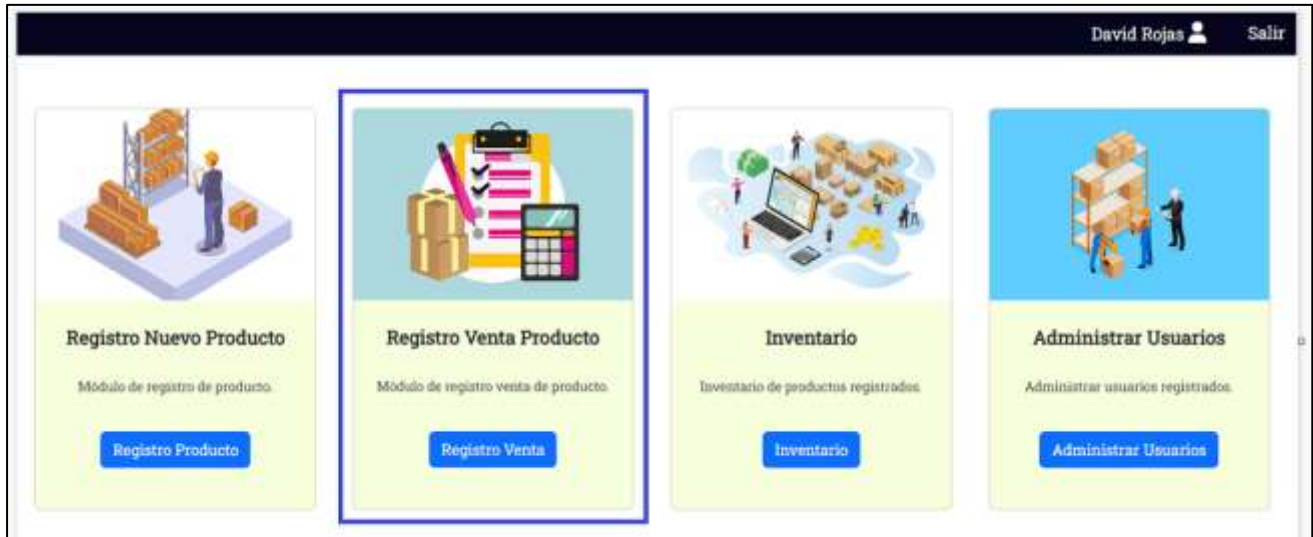 David Rojas Salir
Registro Nuevo Producto
Módulo de registro de producto.
Registro Producto
Registro Venta Producto
Módulo de registro venta de producto.
Registro Venta
Inventario
Inventario de productos registrados.
Inventario
Administrar Usuarios
Administrar usuarios registrados.
Administrar Usuarios